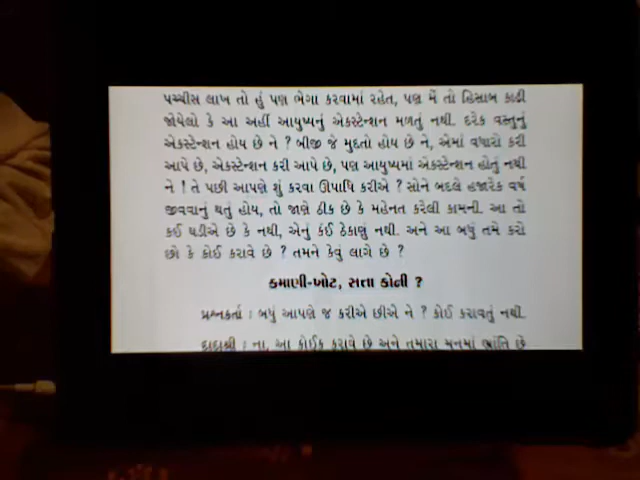 પચ્ચીસ લાખ તો હું પણ ભેગા કરવામાં રહેત, પણ મેં તો હિસાબ કાઢી
જોયેલો કે આ અહીં આયુષ્યનું એક્સ્ટેન્શન મળતું નથી. દરેક વસ્તુનું
એક્સ્ટેન્શન હોય છે ને ? બીજી જે મુદતો હોય છે ને, એમાં વધારો કરી
આપે છે, એક્સ્ટેન્શન કરી આપે છે, પણ આયુષ્યમાં એક્સ્ટેન્શન હોતું નથી
ને ! તે પછી આપણે શું કરવા ઊપાધિ કરીએ ? સોને બદલે હજારેક વર્ષ
જીવવાનું થતું હોય, તો જાણે ઠીક છે કે મહેનત કરેલી કામની. આ તો
કઈ ઘડીએ છે કે નથી, એનું કંઈ ઠેકાણું નથી. અને આ બધું તમે કરો
છો કે કોઈ કરાવે છે ? તમને કેવું લાગે છે ?
કમાણી-ખોટ, સત્તા કોની ?
પ્રશ્નકર્તા : બધું આપણે જ કરીએ છીએ ને ? કોઈ કરાવતું નથી.
દાદાશ્રી : ના, આ કોઈક કરાવે છે અને તમારા મનમાં ભ્રાંતિ છે